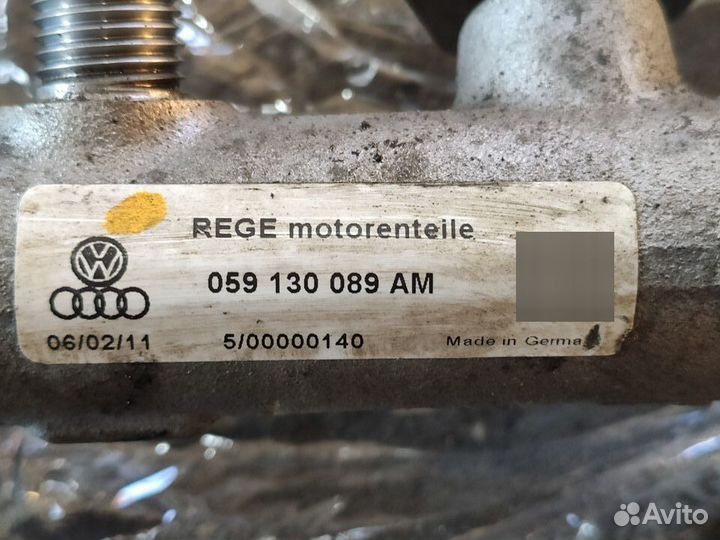 REGE motorenteile
059 130 089 AM
06/02/11 5/00000140 Made in Germa
Avito